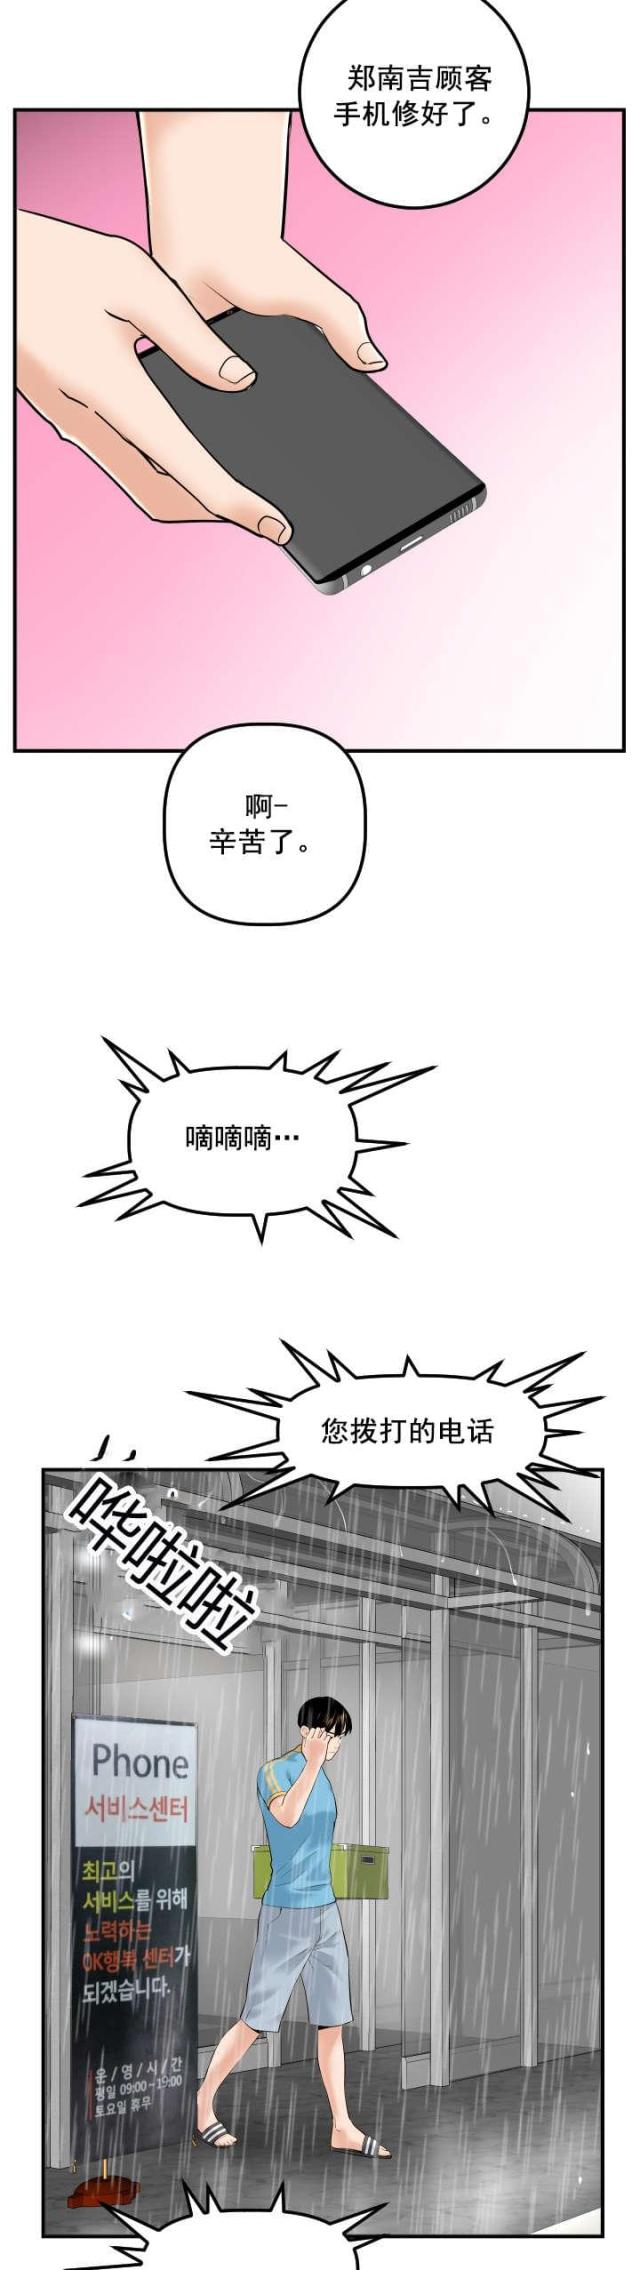 郑南吉顾客
手机修好了。
啊-
辛苦了。
嘀嘀嘀…
您拨打的电话
哗啦啦
Phone
서비스센터
최고의
서비스를 위해
노력하는
OK행복 센터가
되겠습니다.
운/영/시/간
평일 09:00~19:00
토요일 휴무